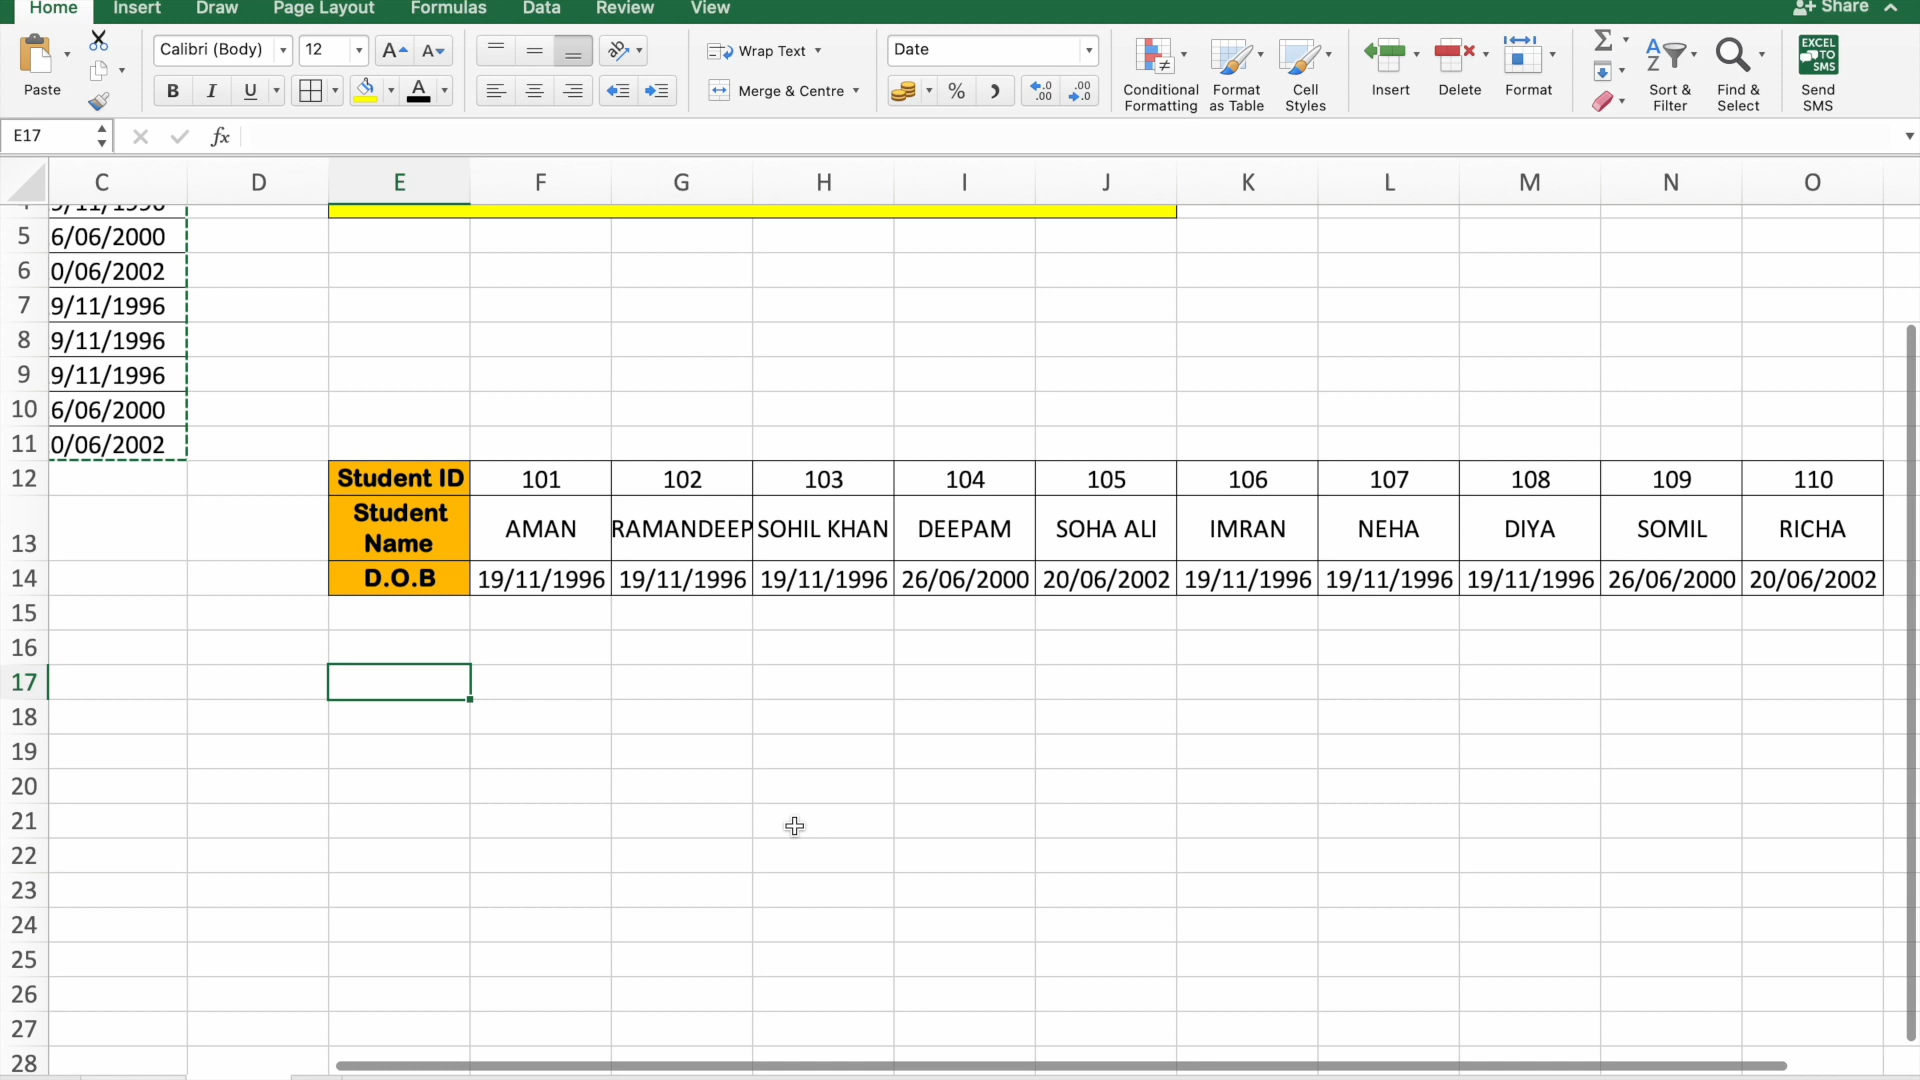 Home Insert Draw Page Layout Formulas Data Review View Share
Calibri (Body) 12 A A Wrap Text Date
Paste B I U A Merge & Centre % Conditional Formatting Format as Table Cell Styles Insert Delete Format Sort & Filter Find & Select EXCEL TO SMS Send SMS
E17 fx
C D E F G H I J K L M N O
5 6/06/2000
6 0/06/2002
7 9/11/1996
8 9/11/1996
9 9/11/1996
10 6/06/2000
11 0/06/2002
12 Student ID 101 102 103 104 105 106 107 108 109 110
13 Student Name AMAN RAMANDEEP SOHIL KHAN DEEPAM SOHA ALI IMRAN NEHA DIYA SOMIL RICHA
14 D.O.B 19/11/1996 19/11/1996 19/11/1996 26/06/2000 20/06/2002 19/11/1996 19/11/1996 19/11/1996 26/06/2000 20/06/2002
15
16
17
18
19
20
21
22
23
24
25
26
27
28